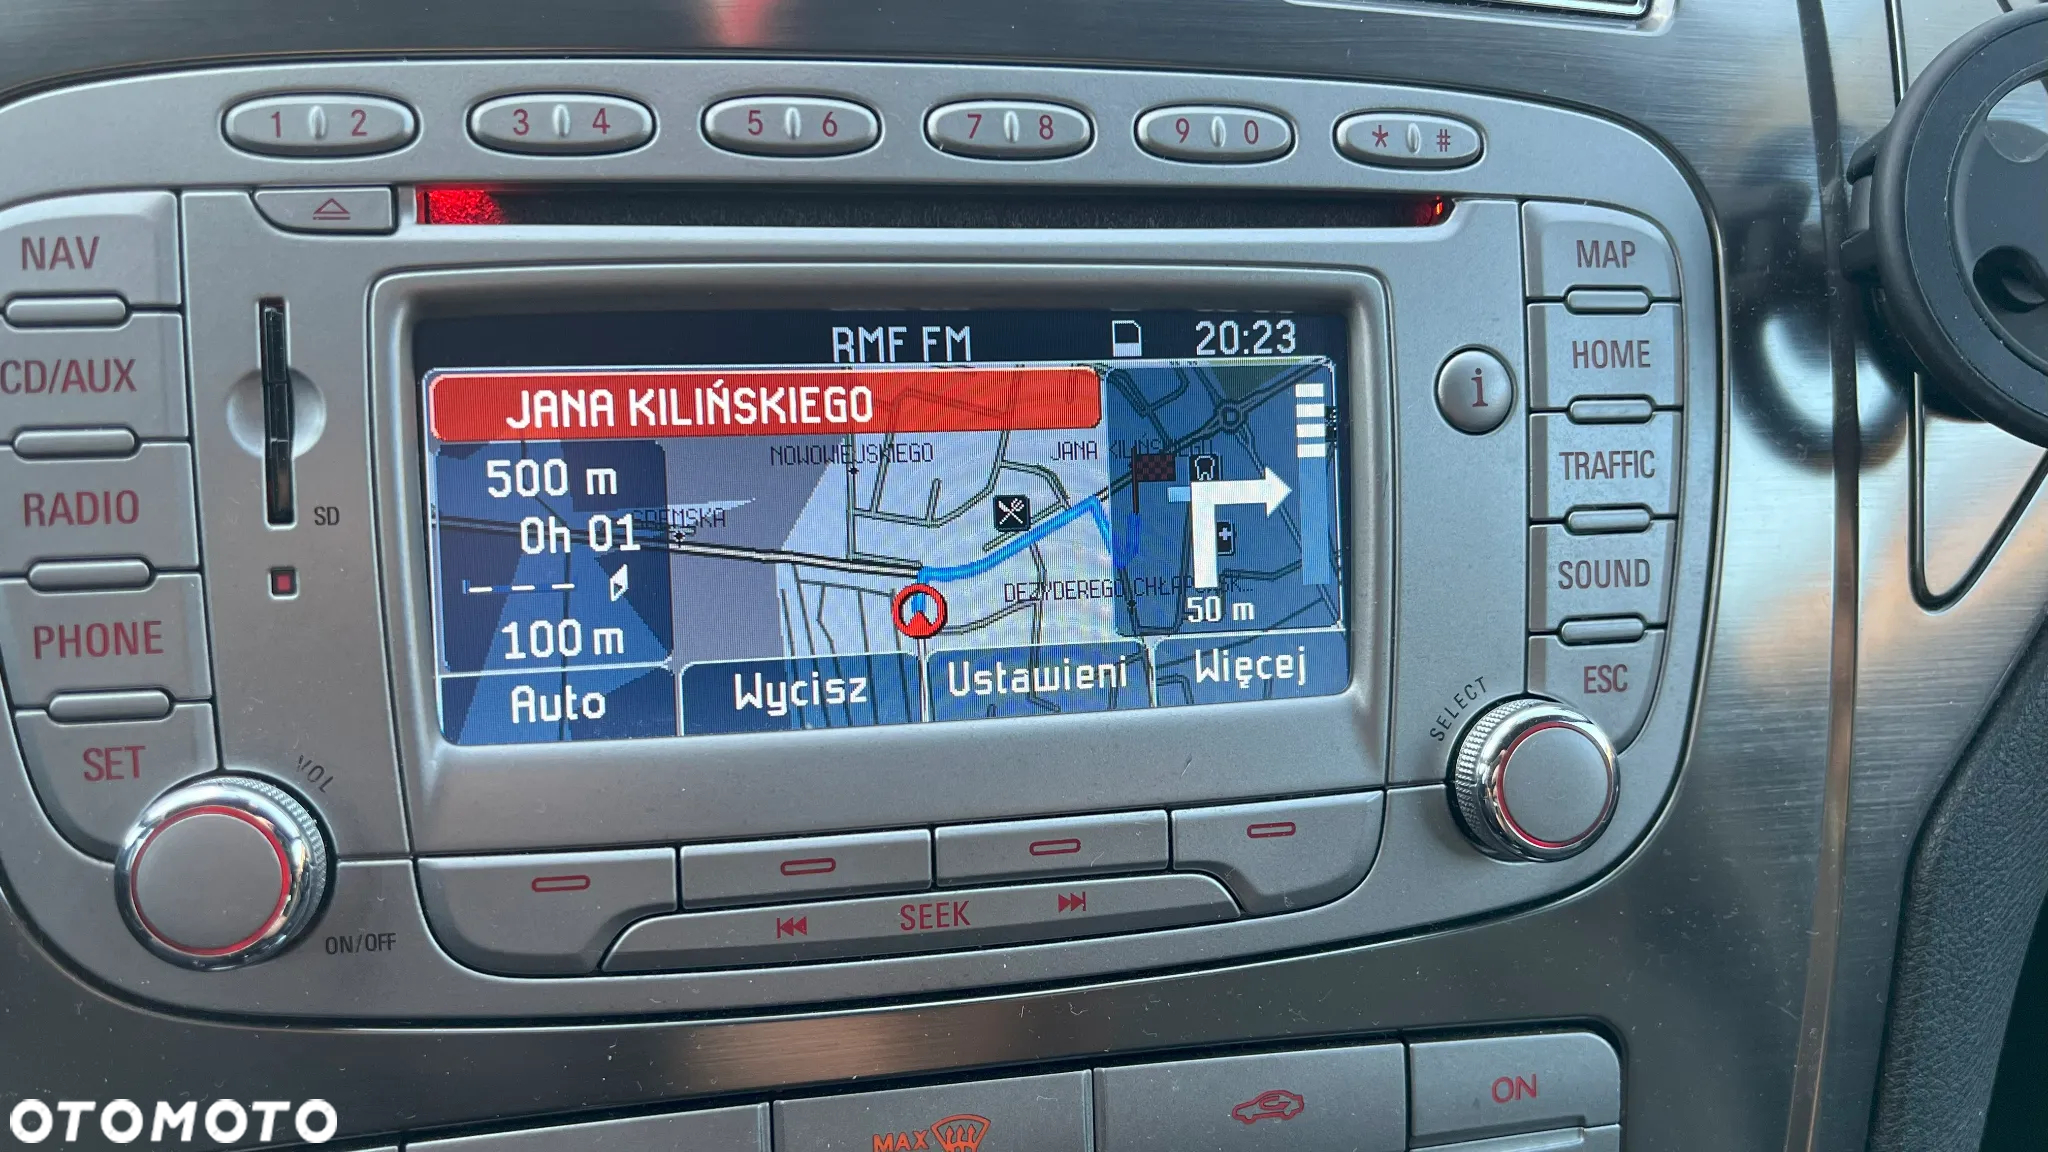 1 2 3 4 5 6 7 8 9 0 * #
NAV
CD/AUX
RADIO
PHONE
SET
SD
VOL
ON/OFF
RMF FM 20:23
JANA KILIŃSKIEGO
500 m
0h 01
100 m
NOWOWIEJSKIEGO
JANA KILIŃSKIEGO
50 m
Auto Wycisz Ustawieni Więcej
i
MAP
HOME
TRAFFIC
SOUND
ESC
SELECT
SEEK
MAX
ON
OTOMOTO